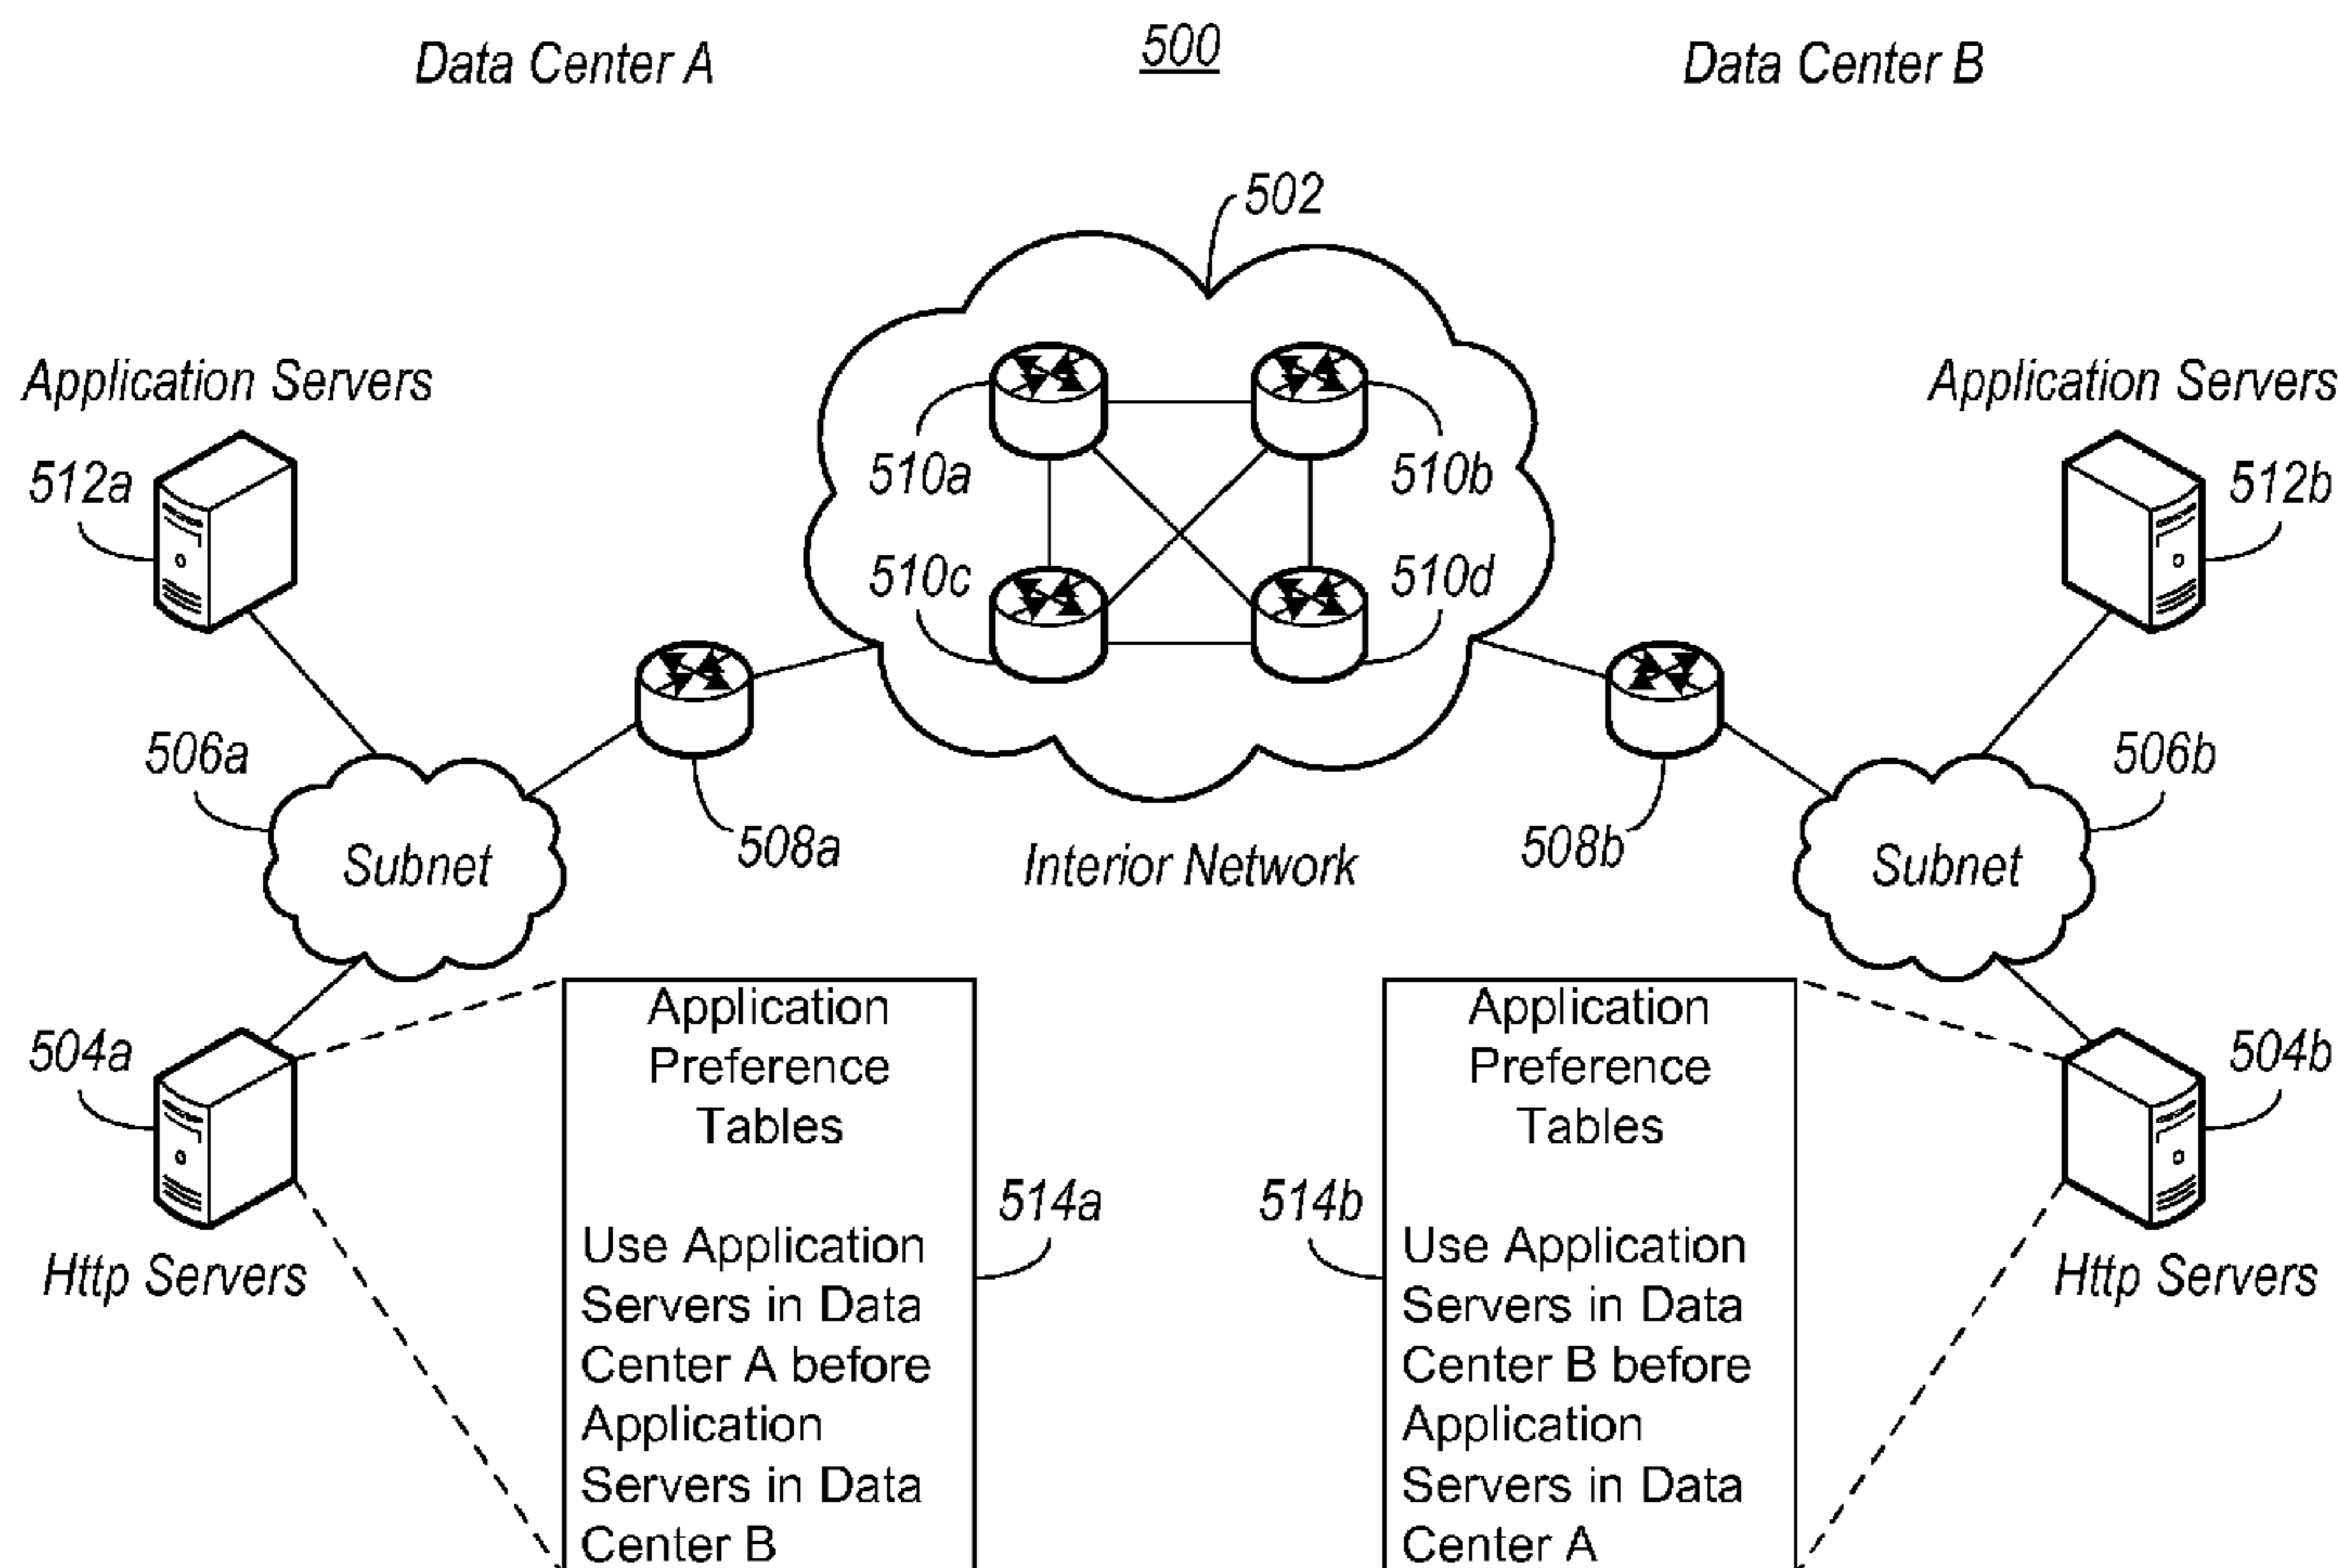 Data Center A
500
Data Center B
502
Application Servers
Application Servers
512a
510a
510b
512b
510c
510d
506a
506b
Subnet
508a
Interior Network
508b
Subnet
504a
Application
Preference
Tables
Use Application
Servers in Data
Center A before
Application
Servers in Data
Center B
514a
514b
Application
Preference
Tables
Use Application
Servers in Data
Center B before
Application
Servers in Data
Center A
504b
Http Servers
Http Servers